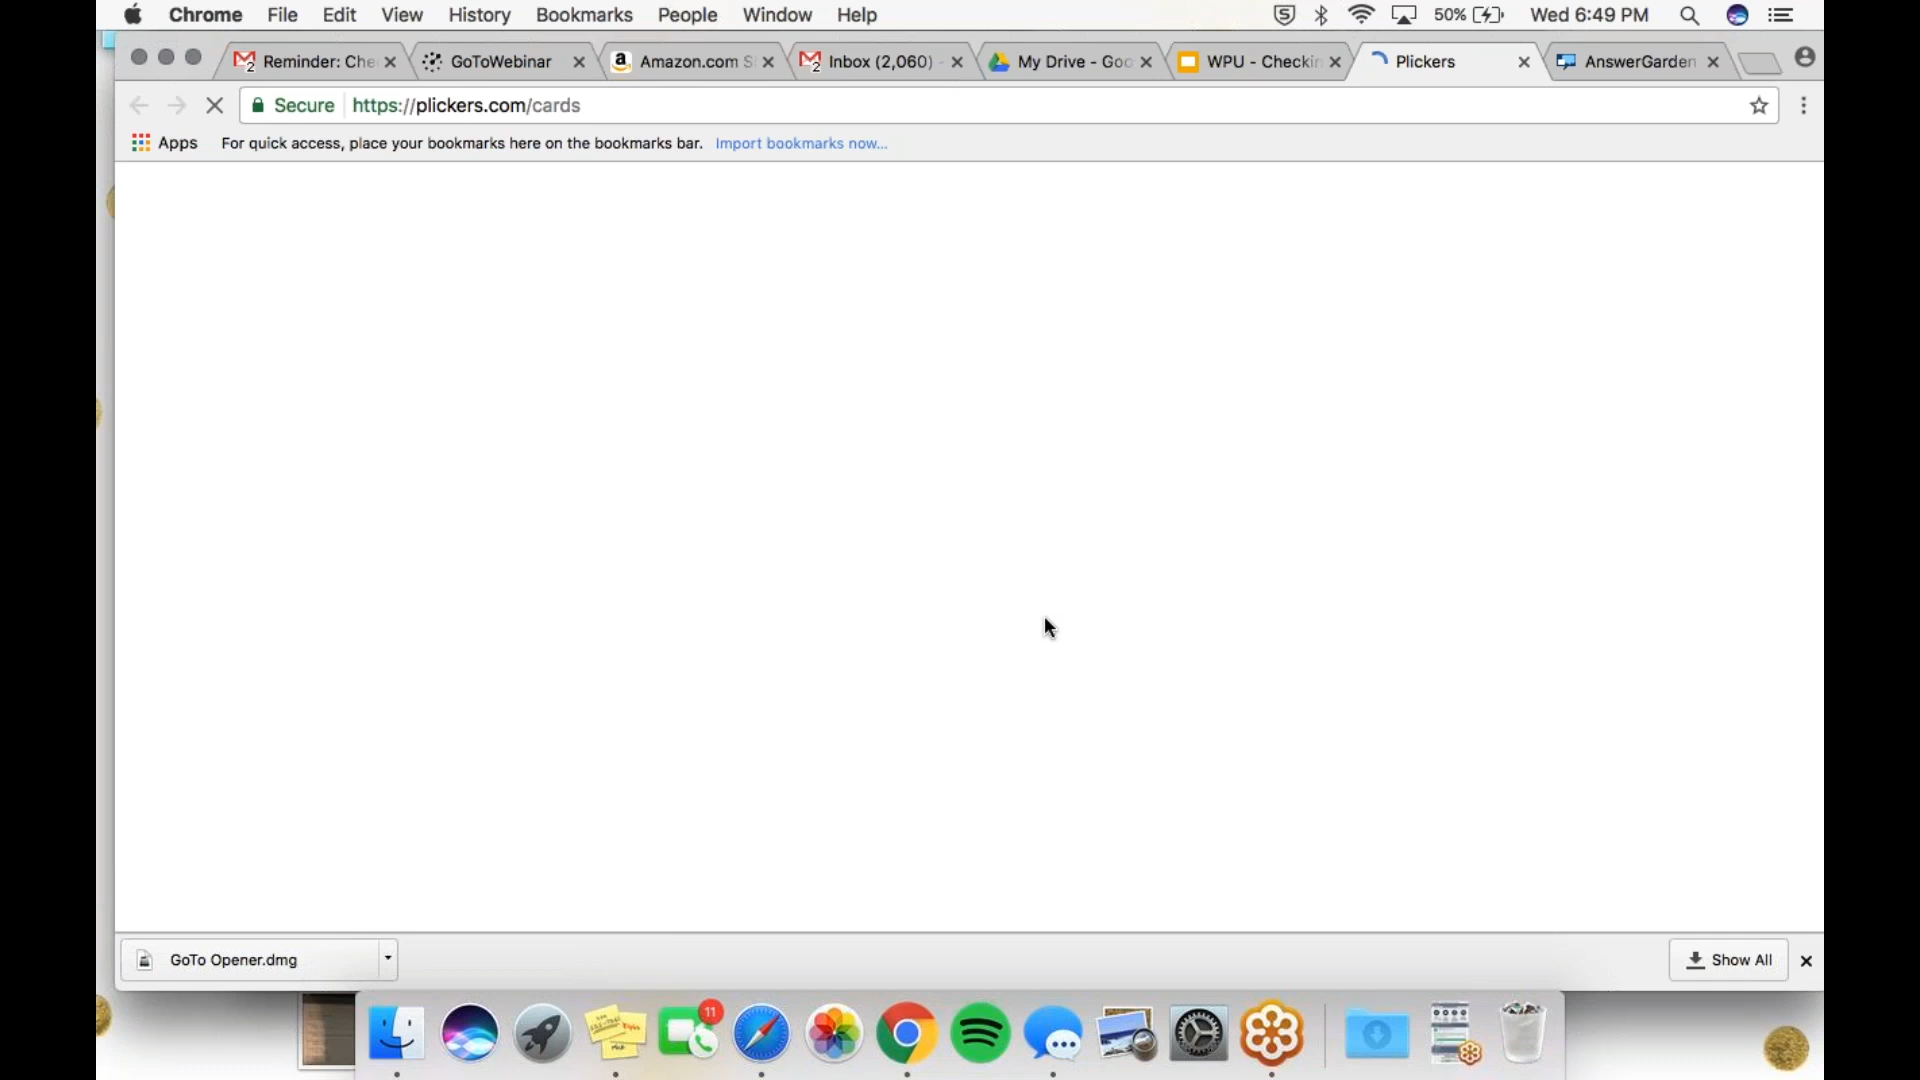 Chrome File Edit View History Bookmarks People Window Help 50% Wed 6:49 PM
Reminder: Che GoToWebinar Amazon.com S Inbox (2,060) - My Drive - Goo WPU - Checkin Plickers AnswerGarden
Secure https://plickers.com/cards
Apps For quick access, place your bookmarks here on the bookmarks bar. Import bookmarks now...
GoTo Opener.dmg Show All
11